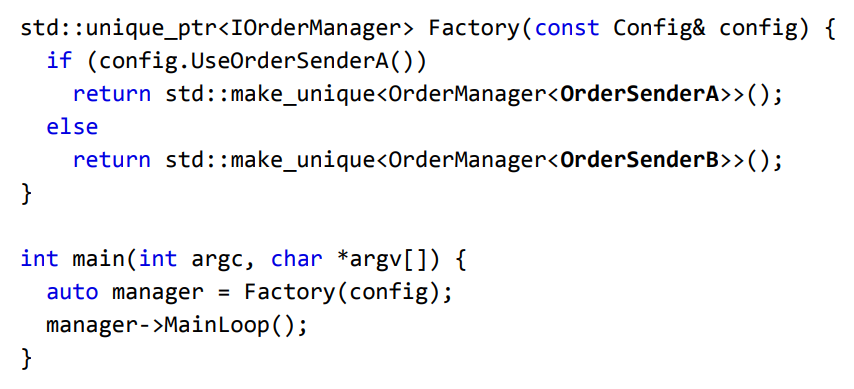 std::unique_ptr<IOrderManager> Factory(const Config& config) {
  if (config.UseOrderSenderA())
    return std::make_unique<OrderManager<OrderSenderA>>();
  else
    return std::make_unique<OrderManager<OrderSenderB>>();
}

int main(int argc, char *argv[]) {
  auto manager = Factory(config);
  manager->MainLoop();
}